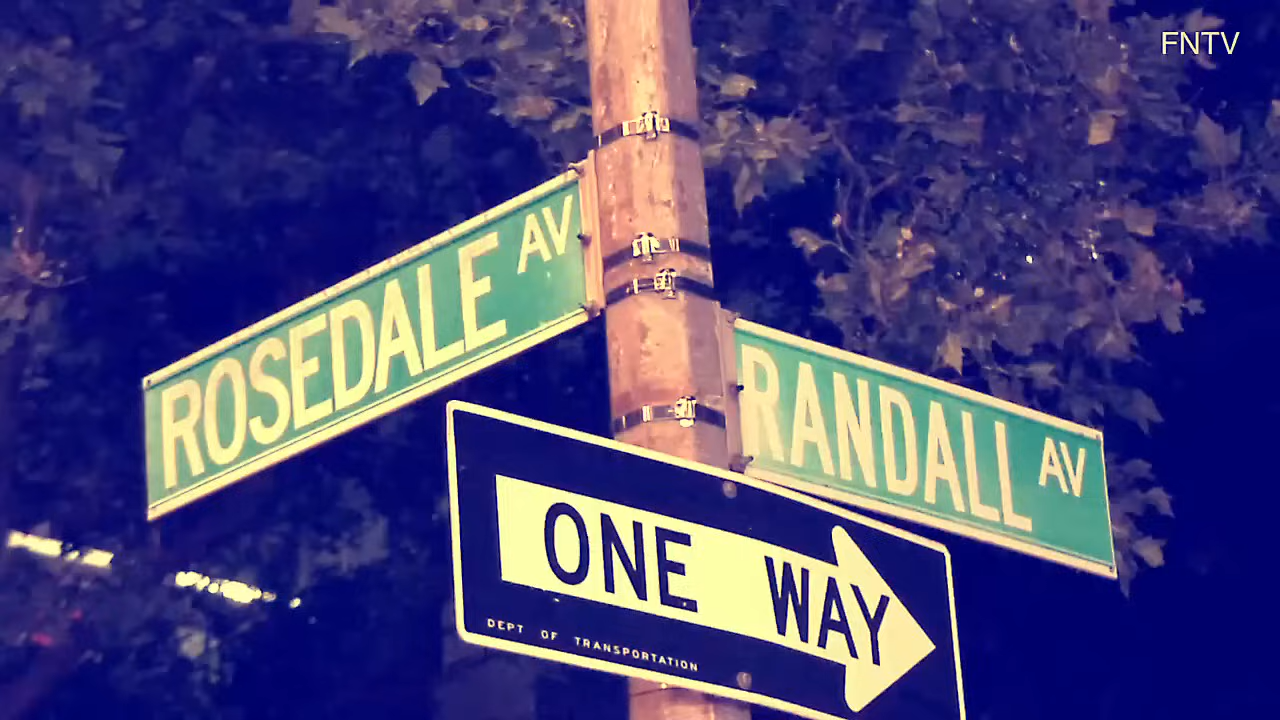 FNTV
ROSEDALE AV
RANDALL AV
ONE WAY
DEPT OF TRANSPORTATION